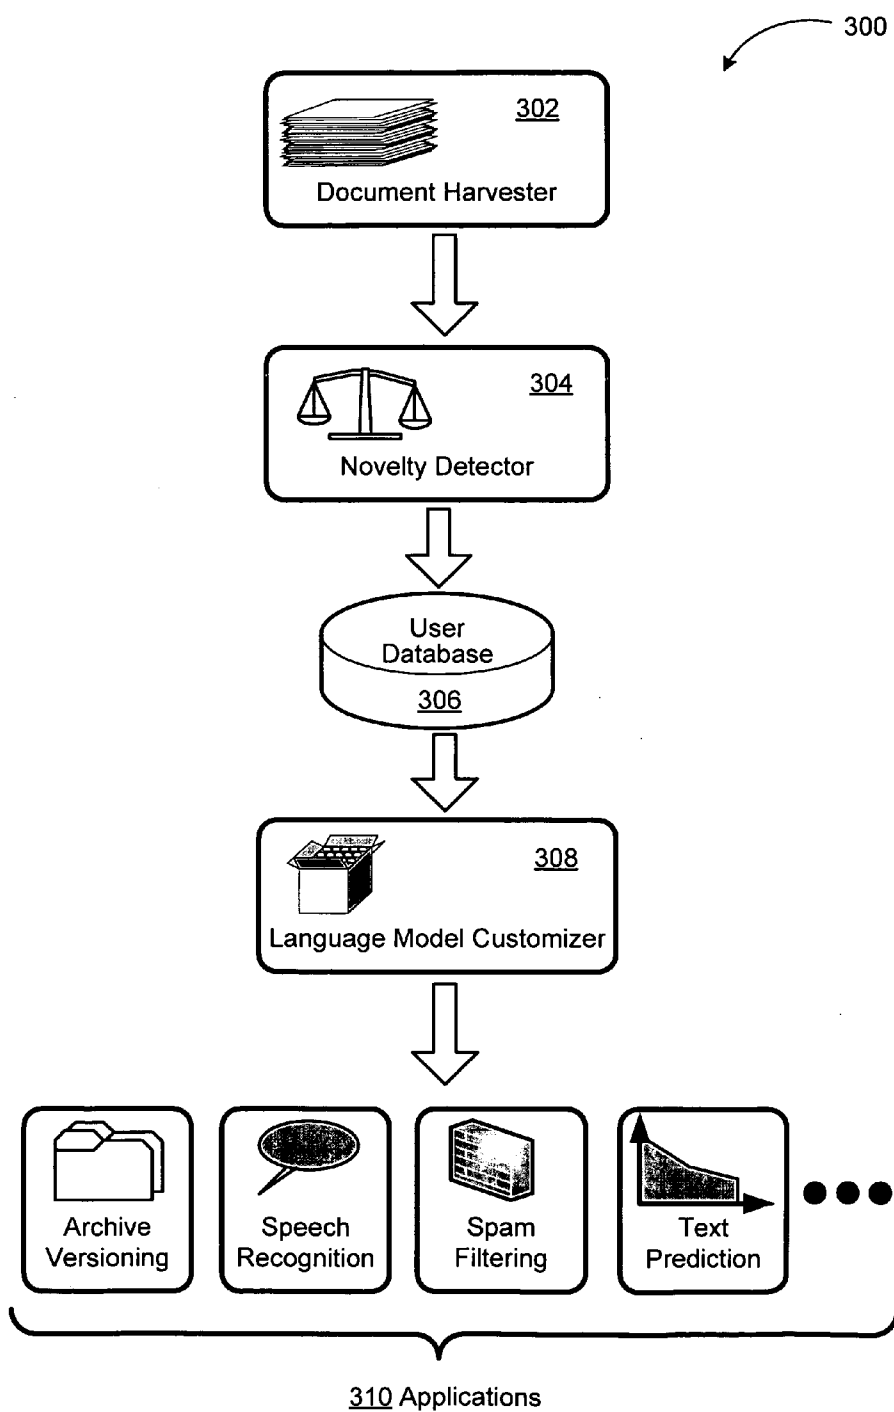 300
302
Document Harvester
304
Novelty Detector
User
Database
306
308
Language Model Customizer
Archive
Versioning
Speech
Recognition
Spam
Filtering
Text
Prediction
310 Applications